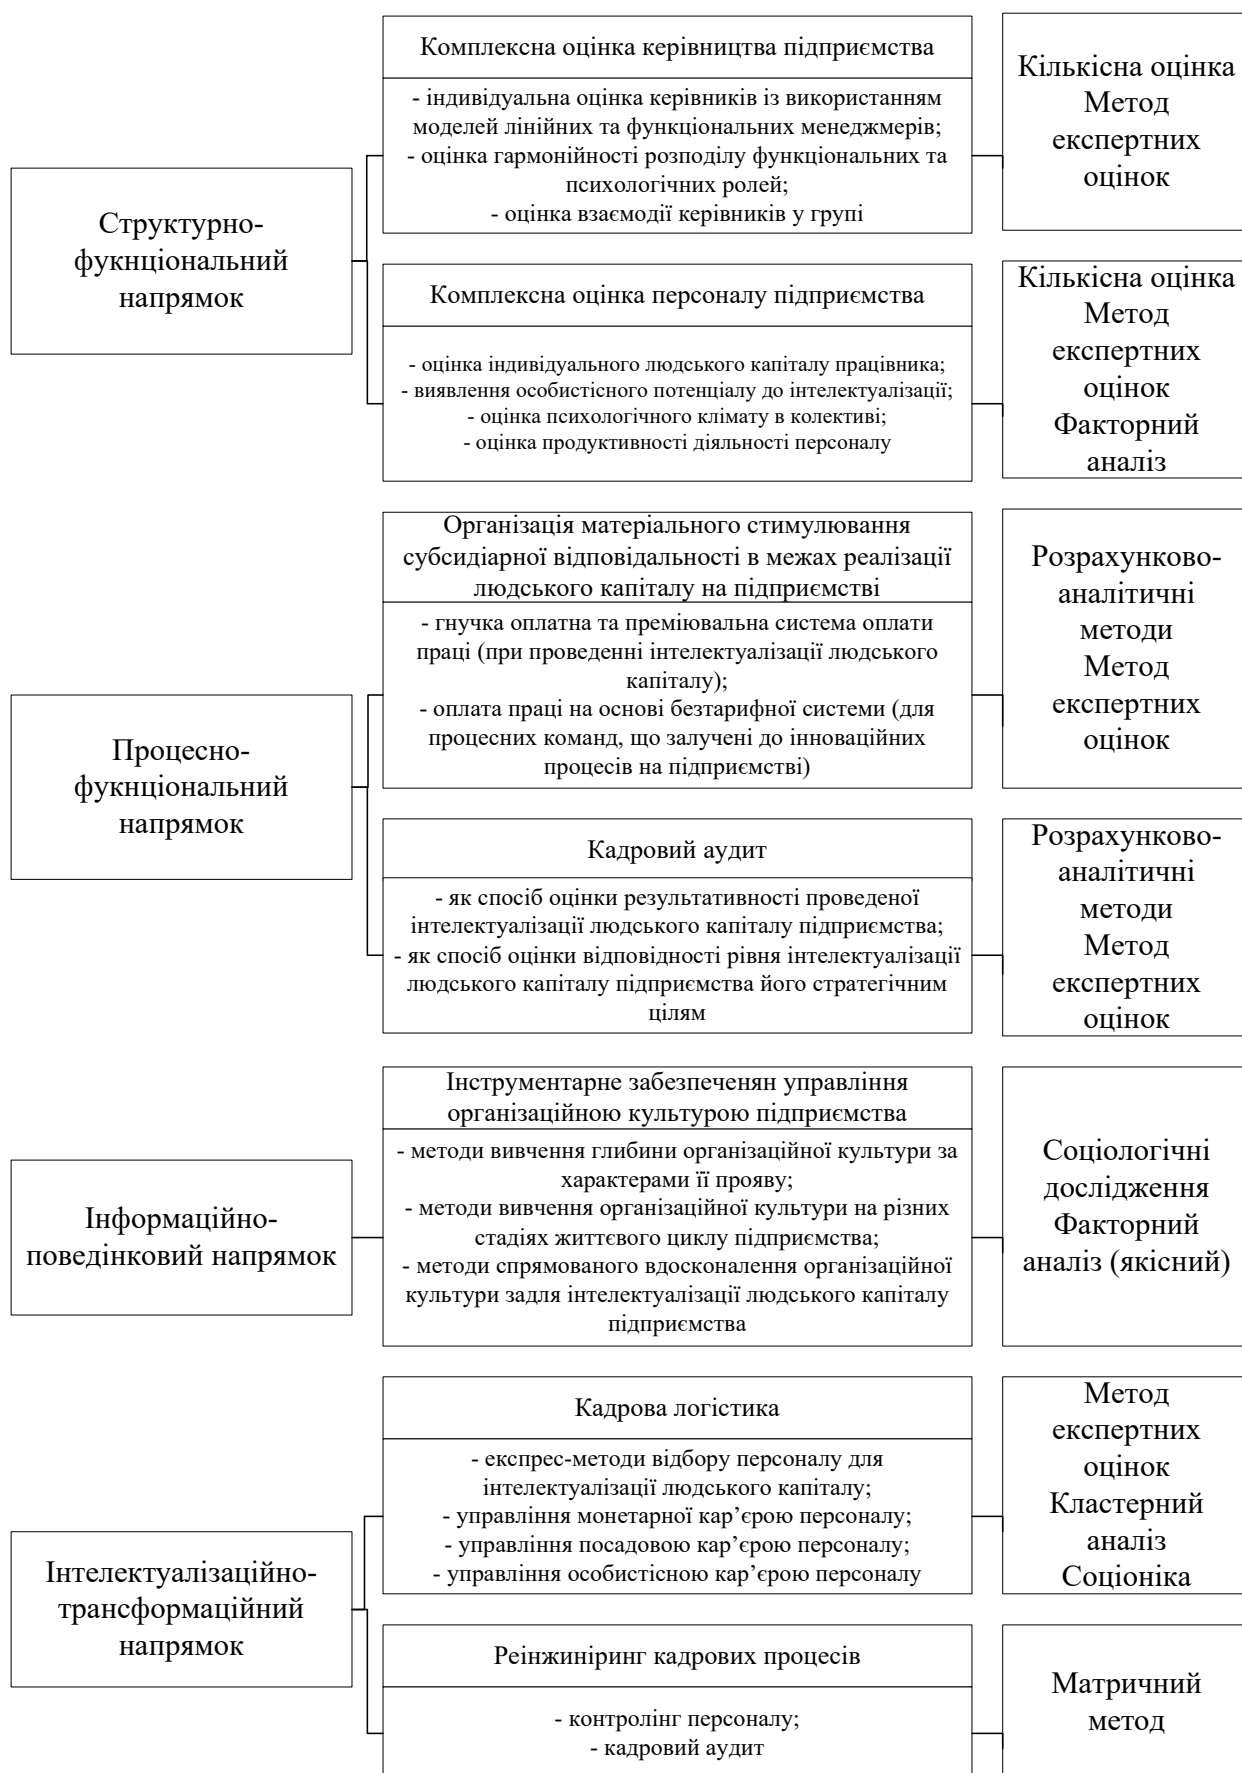 Структурно-
фукнціональний
напрямок
Комплексна оцінка керівництва підприємства
- індивідуальна оцінка керівників із використанням
моделей лінійних та функціональних менеджмерів;
- оцінка гармонійності розподілу функціональних та
психологічних ролей;
- оцінка взаємодії керівників у групі
Кількісна оцінка
Метод
експертних
оцінок
Комплексна оцінка персоналу підприємства
- оцінка індивідуального людського капіталу працівника;
- виявлення особистісного потенціалу до інтелектуалізації;
- оцінка психологічного клімату в колективі;
- оцінка продуктивності діяльності персоналу
Кількісна оцінка
Метод
експертних
оцінок
Факторний
аналіз
Процесно-
фукнціональний
напрямок
Організація матеріального стимулювання
субсидіарної відповідальності в межах реалізації
людського капіталу на підприємстві
- гнучка оплатна та преміювальна система оплати
праці (при проведенні інтелектуалізації людського
капіталу);
- оплата праці на основі безтарифної системи (для
процесних команд, що залучені до інноваційних
процесів на підприємстві)
Розрахунково-
аналітичні
методи
Метод
експертних
оцінок
Кадровий аудит
- як спосіб оцінки результативності проведеної
інтелектуалізації людського капіталу підприємства;
- як спосіб оцінки відповідності рівня інтелектуалізації
людського капіталу підприємства його стратегічним
цілям
Розрахунково-
аналітичні
методи
Метод
експертних
оцінок
Інформаційно-
поведінковий напрямок
Інструментарне забезпеченян управління
організаційною культурою підприємства
- методи вивчення глибини організаційної культури за
характерами її прояву;
- методи вивчення організаційної культури на різних
стадіях життєвого циклу підприємства;
- методи спрямованого вдосконалення організаційної
культури задля інтелектуалізації людського капіталу
підприємства
Соціологічні
дослідження
Факторний
аналіз (якісний)
Інтелектуалізаційно-
трансформаційний
напрямок
Кадрова логістика
- експрес-методи відбору персоналу для
інтелектуалізації людського капіталу;
- управління монетарної кар’єрою персоналу;
- управління посадовою кар’єрою персоналу;
- управління особистісною кар’єрою персоналу
Метод
експертних
оцінок
Кластерний
аналіз
Соціоніка
Реінжиніринг кадрових процесів
- контролінг персоналу;
- кадровий аудит
Матричний
метод